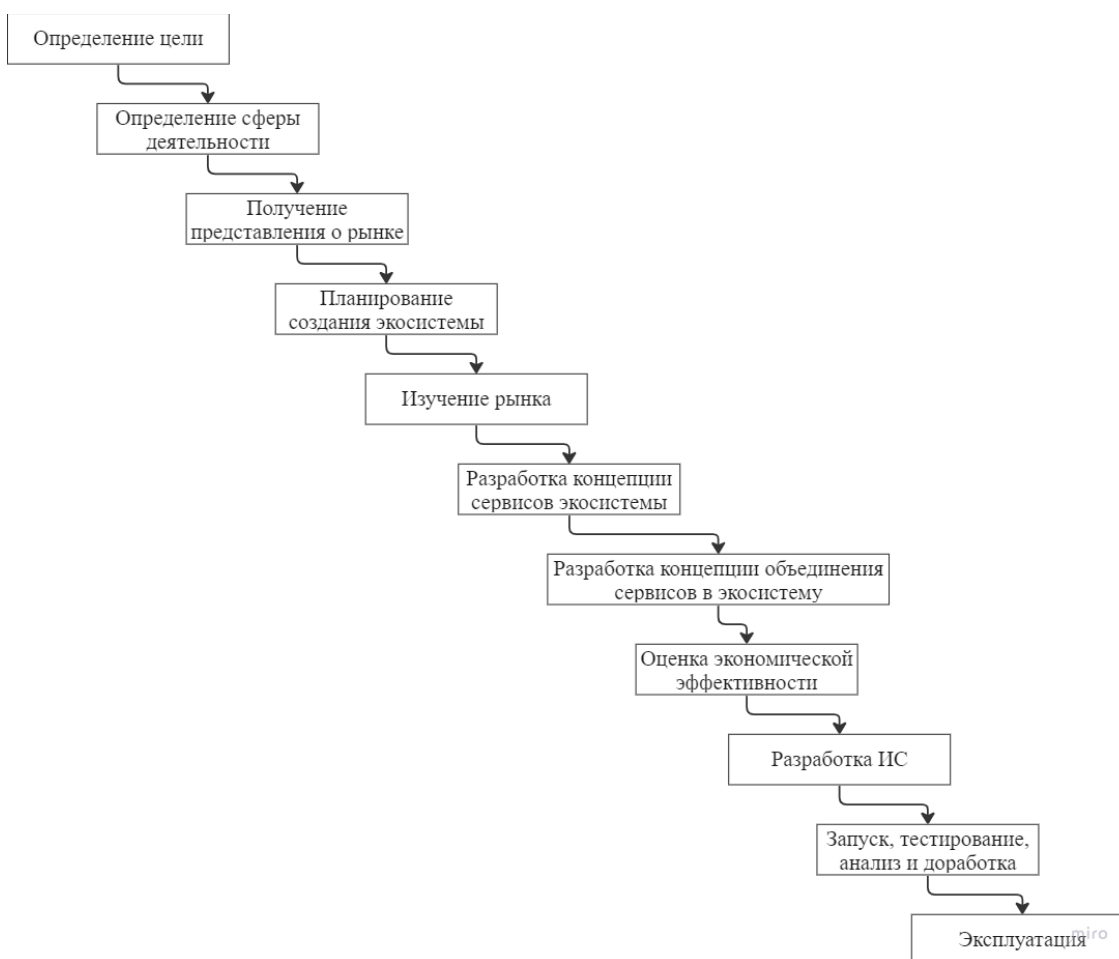 Определение цели
Определение сферы
деятельности
Получение
представления о рынке
Планирование
создания экосистемы
Изучение рынка
Разработка концепции
сервисов экосистемы
Разработка концепции объединения
сервисов в экосистему
Оценка экономической
эффективности
Разработка ИС
Запуск, тестирование,
анализ и доработка
Эксплуатация
miro